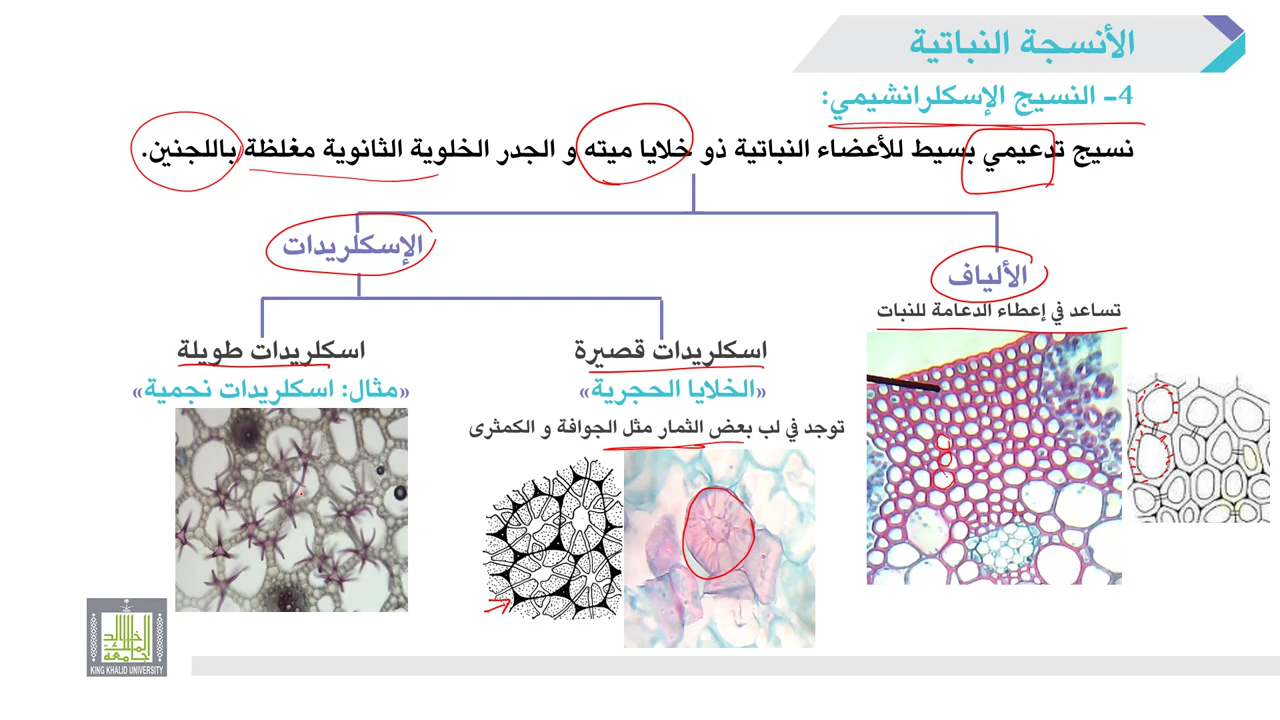 الأنسجة النباتية
4- النسيج الإسكلرانشيمي:
نسيج تدعيمي بسيط للأعضاء النباتية ذو خلايا ميته و الجدر الخلوية الثانوية مغلظة باللجنين.
الألياف
تساعد في إعطاء الدعامة للنبات
الإسكلريدات
اسكلريدات قصيرة
«الخلايا الحجرية»
توجد في لب بعض الثمار مثل الجوافة و الكمثرى
اسكلريدات طويلة
«مثال: اسكلريدات نجمية»
KING KHALID UNIVERSITY